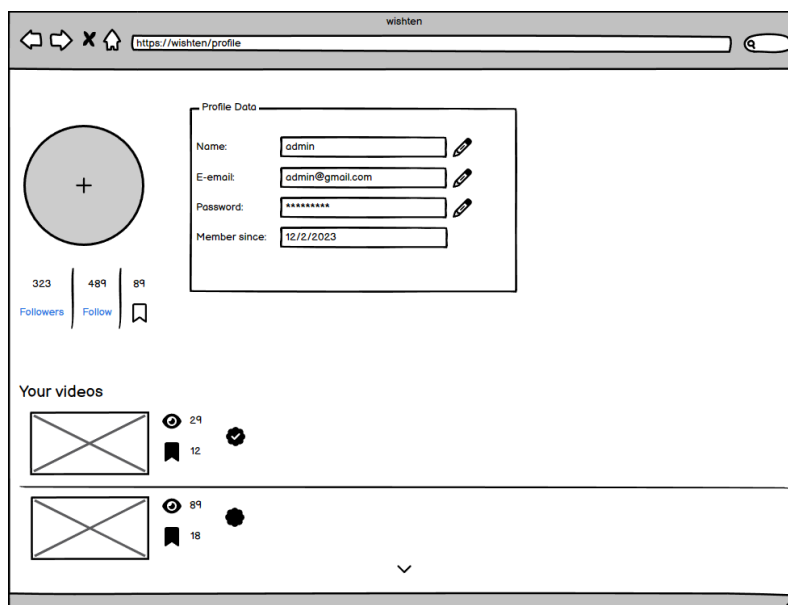 wishten
https://wishten/profile
Profile Data
Name: admin
E-email: admin@gmail.com
Password: *********
Member since: 12/2/2023
323 489 89
Followers Follow
Your videos
29
12
89
18